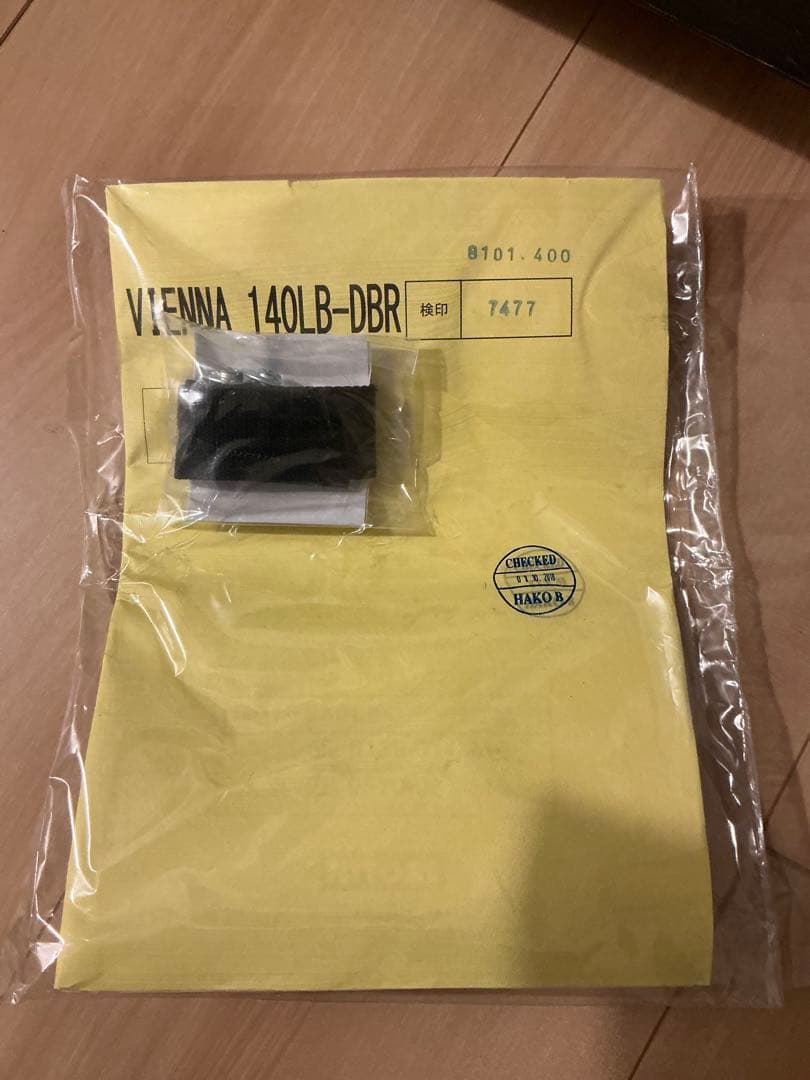 8101.400
VIENNA 140LB-DBR 検印 7477
CHECKED
HAKO B